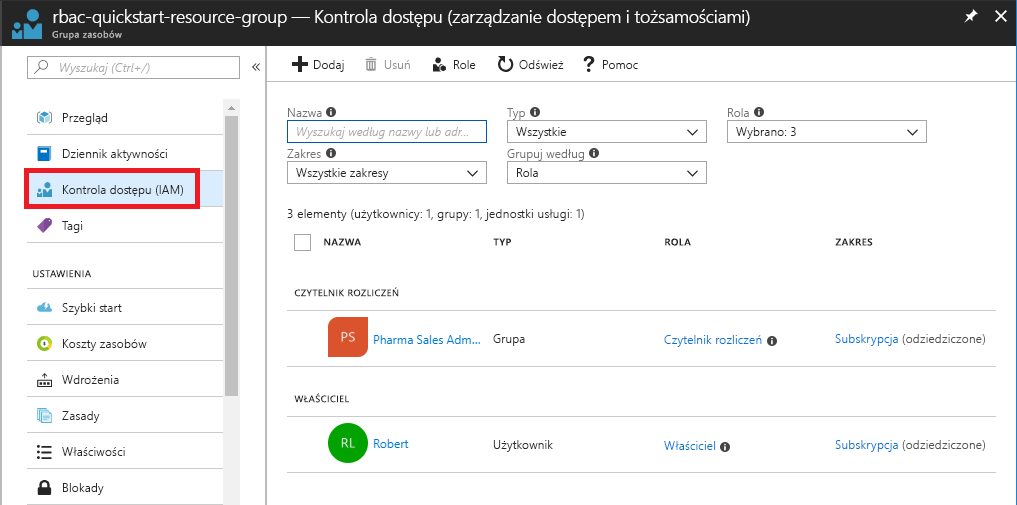 rbac-quickstart-resource-group — Kontrola dostępu (zarządzanie dostępem i tożsamościami)
Grupa zasobów
Wyszukaj (Ctrl+/)
Przegląd
Dziennik aktywności
Kontrola dostępu (IAM)
Tagi
USTAWIENIA
Szybki start
Koszty zasobów
Wdrożenia
Zasady
Właściwości
Blokady
Dodaj Usuń Role Odśwież Pomoc
Nazwa Typ Rola
Wyszukaj według nazwy lub adr... Wszystkie Wybrano: 3
Zakres Grupuj według
Wszystkie zakresy Rola
3 elementy (użytkownicy: 1, grupy: 1, jednostki usługi: 1)
NAZWA TYP ROLA ZAKRES
CZYTELNIK ROZLICZEŃ
PS Pharma Sales Adm... Grupa Czytelnik rozliczeń Subskrypcja (odziedziczone)
WŁAŚCICIEL
RL Robert Użytkownik Właściciel Subskrypcja (odziedziczone)